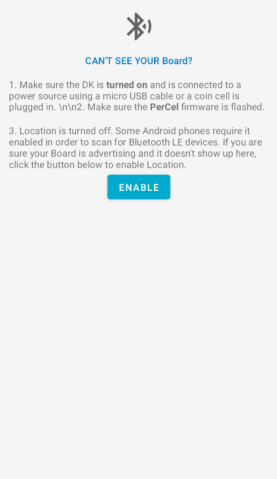 CAN'T SEE YOUR Board?
1. Make sure the DK is turned on and is connected to a
power source using a micro USB cable or a coin cell is
plugged in. \n\n2. Make sure the PerCel firmware is flashed.
3. Location is turned off. Some Android phones require it
enabled in order to scan for Bluetooth LE devices. If you are
sure your Board is advertising and it doesn't show up here,
click the button below to enable Location.
ENABLE